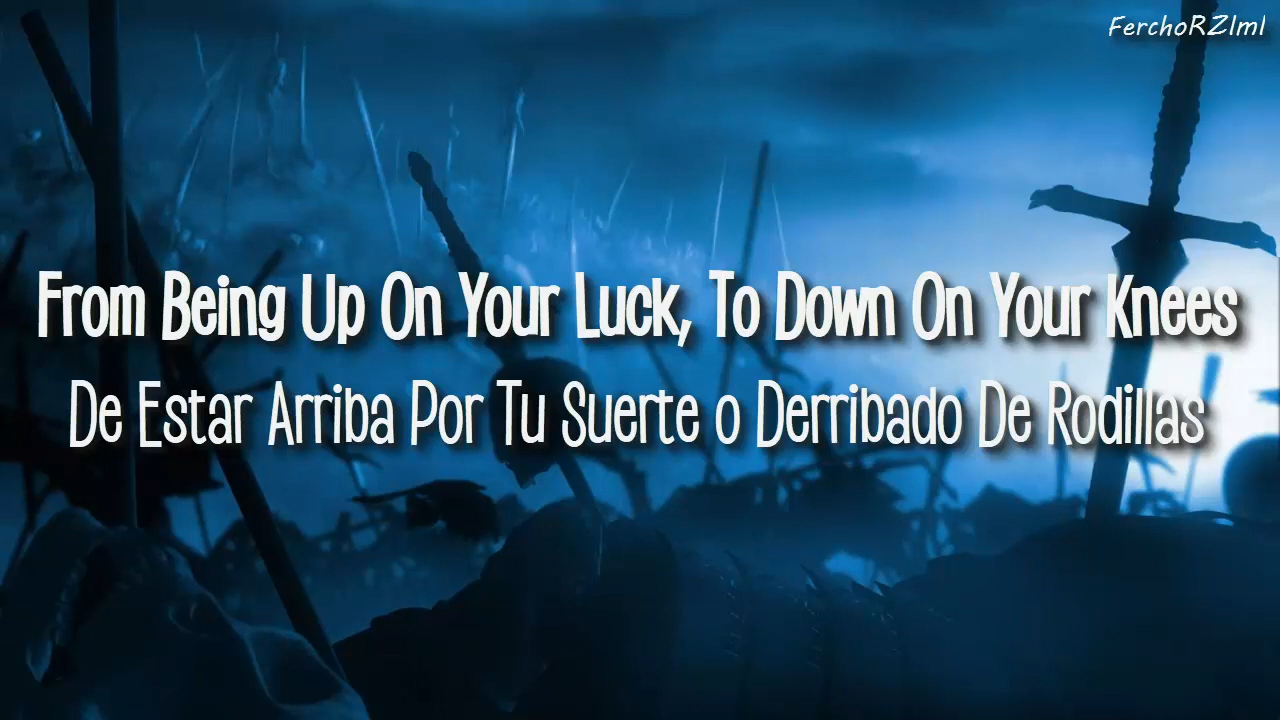 FerchoRZlml
From Being Up On Your Luck, To Down On Your Knees
De Estar Arriba Por Tu Suerte o Derribado De Rodillas